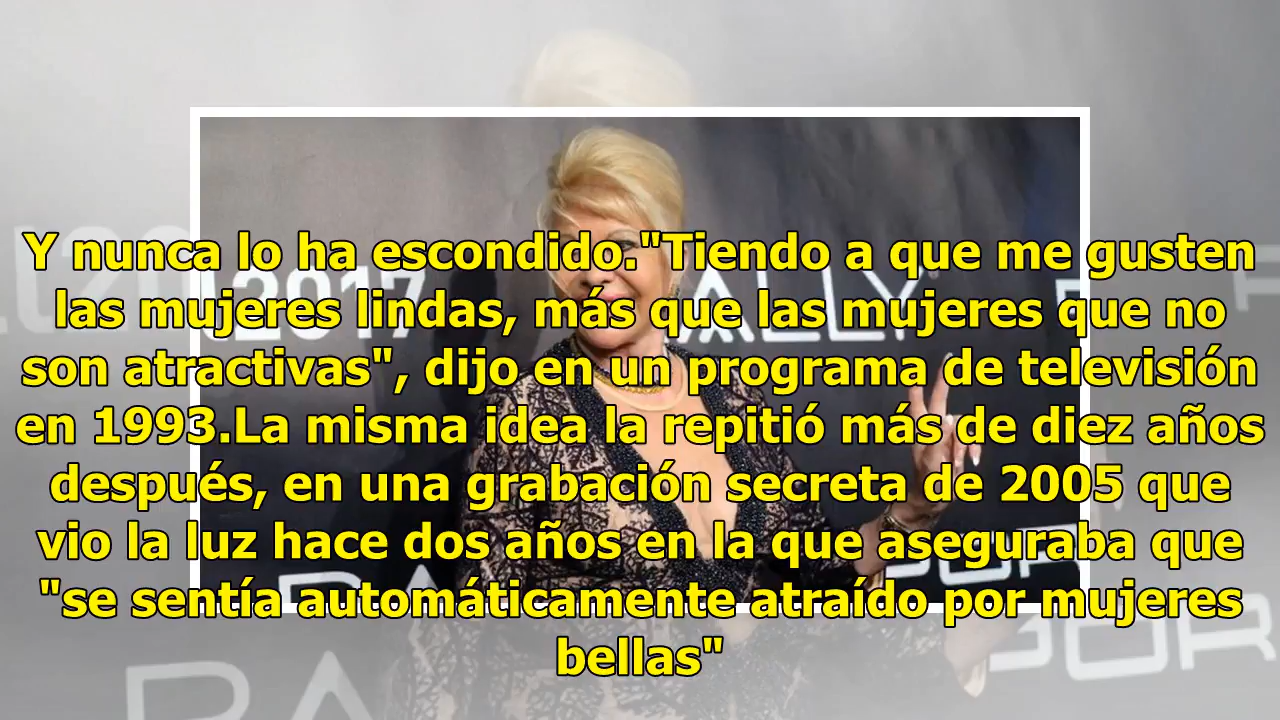 Y nunca lo ha escondido."Tiendo a que me gusten
las mujeres lindas, más que las mujeres que no
son atractivas", dijo en un programa de televisión
en 1993.La misma idea la repitió más de diez años
después, en una grabación secreta de 2005 que
vio la luz hace dos años en la que aseguraba que
"se sentía automáticamente atraído por mujeres
bellas"
2017
ALLY